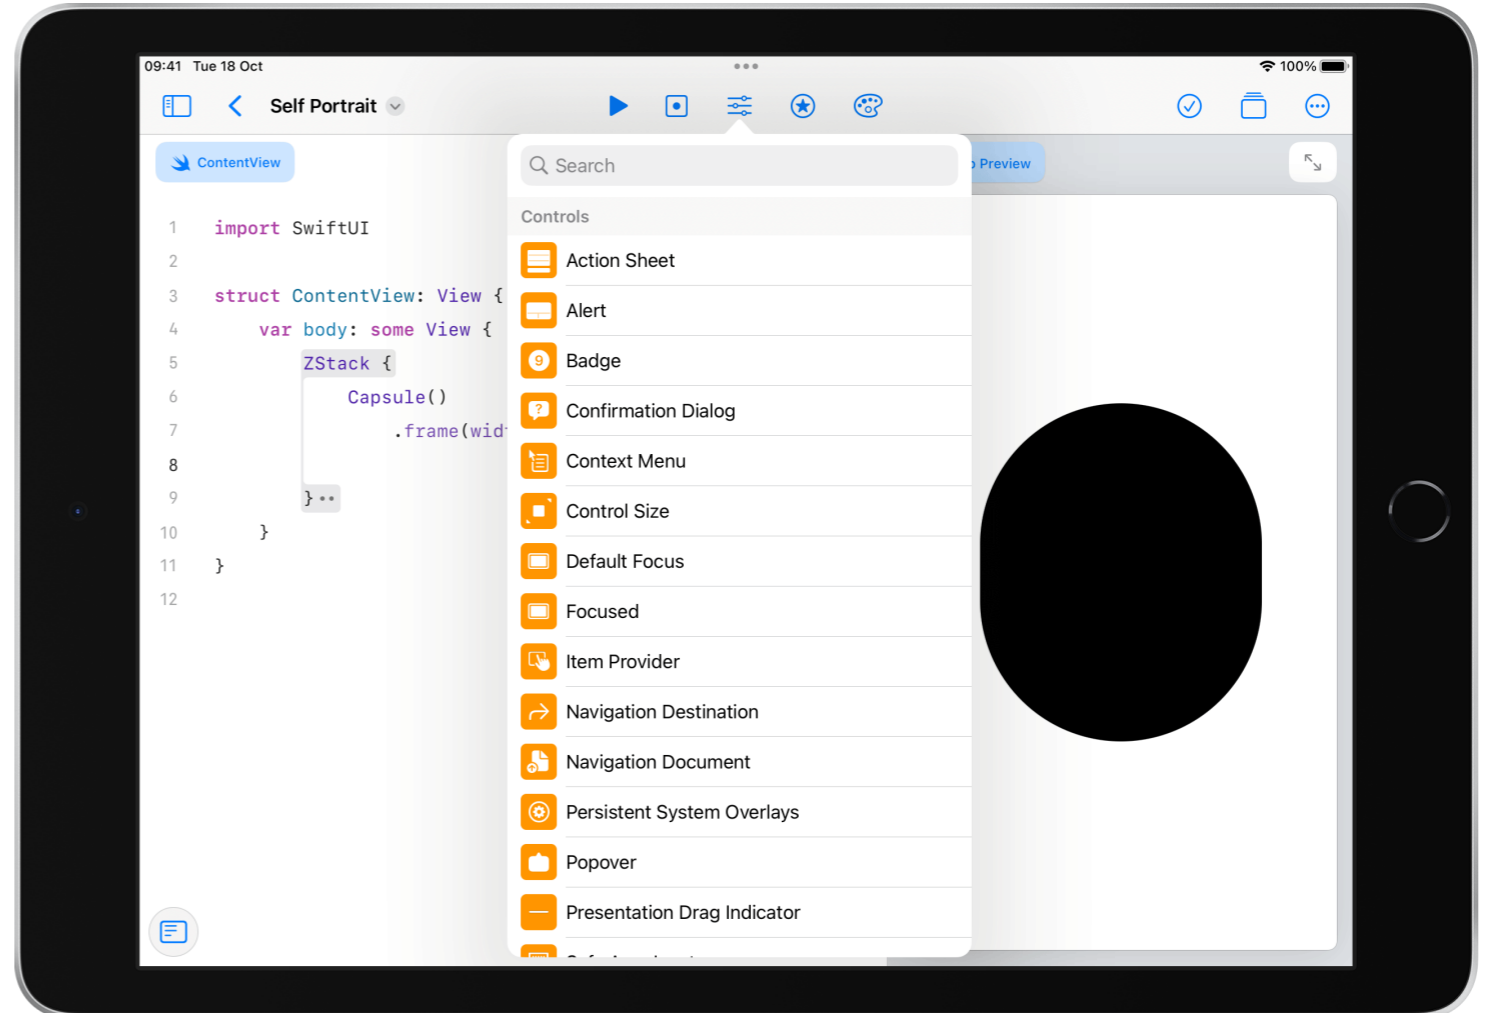 09:41 Tue 18 Oct
100%
Self Portrait
ContentView
Preview
Search
Controls
Action Sheet
Alert
Badge
9
Confirmation Dialog
?
Context Menu
Control Size
Default Focus
Focused
Item Provider
Navigation Destination
Navigation Document
Persistent System Overlays
Popover
Presentation Drag Indicator
1 import SwiftUI
2
3 struct ContentView: View {
4 var body: some View {
5 ZStack {
6 Capsule()
7 .frame(
8
9 }
10 }
11 }
12